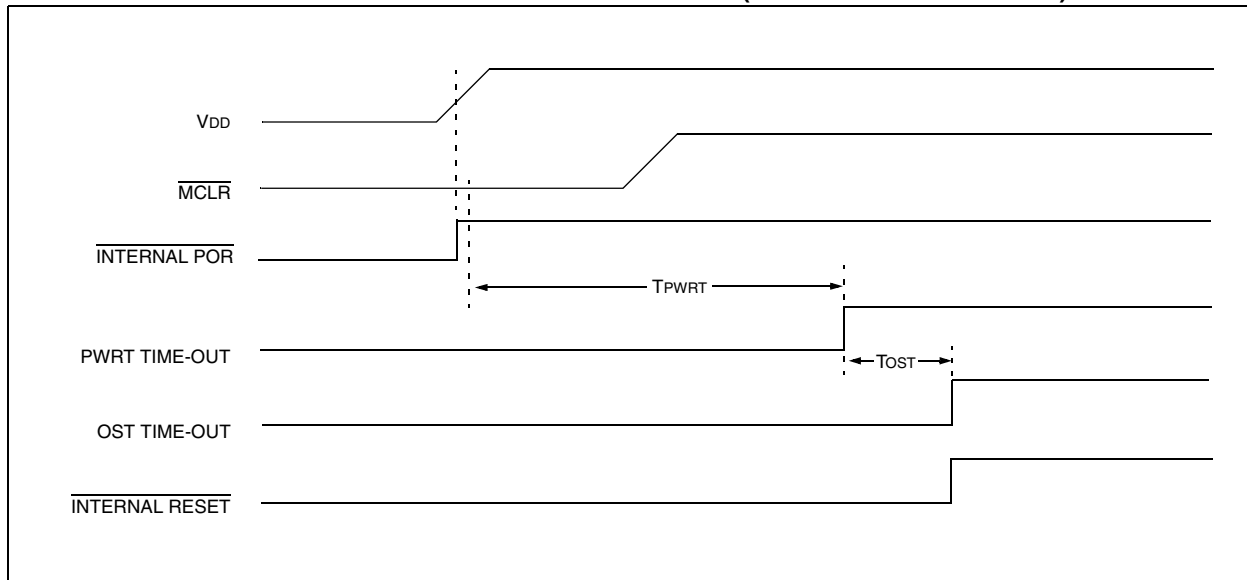 VDD
MCLR
INTERNAL POR
TPWRT
PWRT TIME-OUT
TOST
OST TIME-OUT
INTERNAL RESET